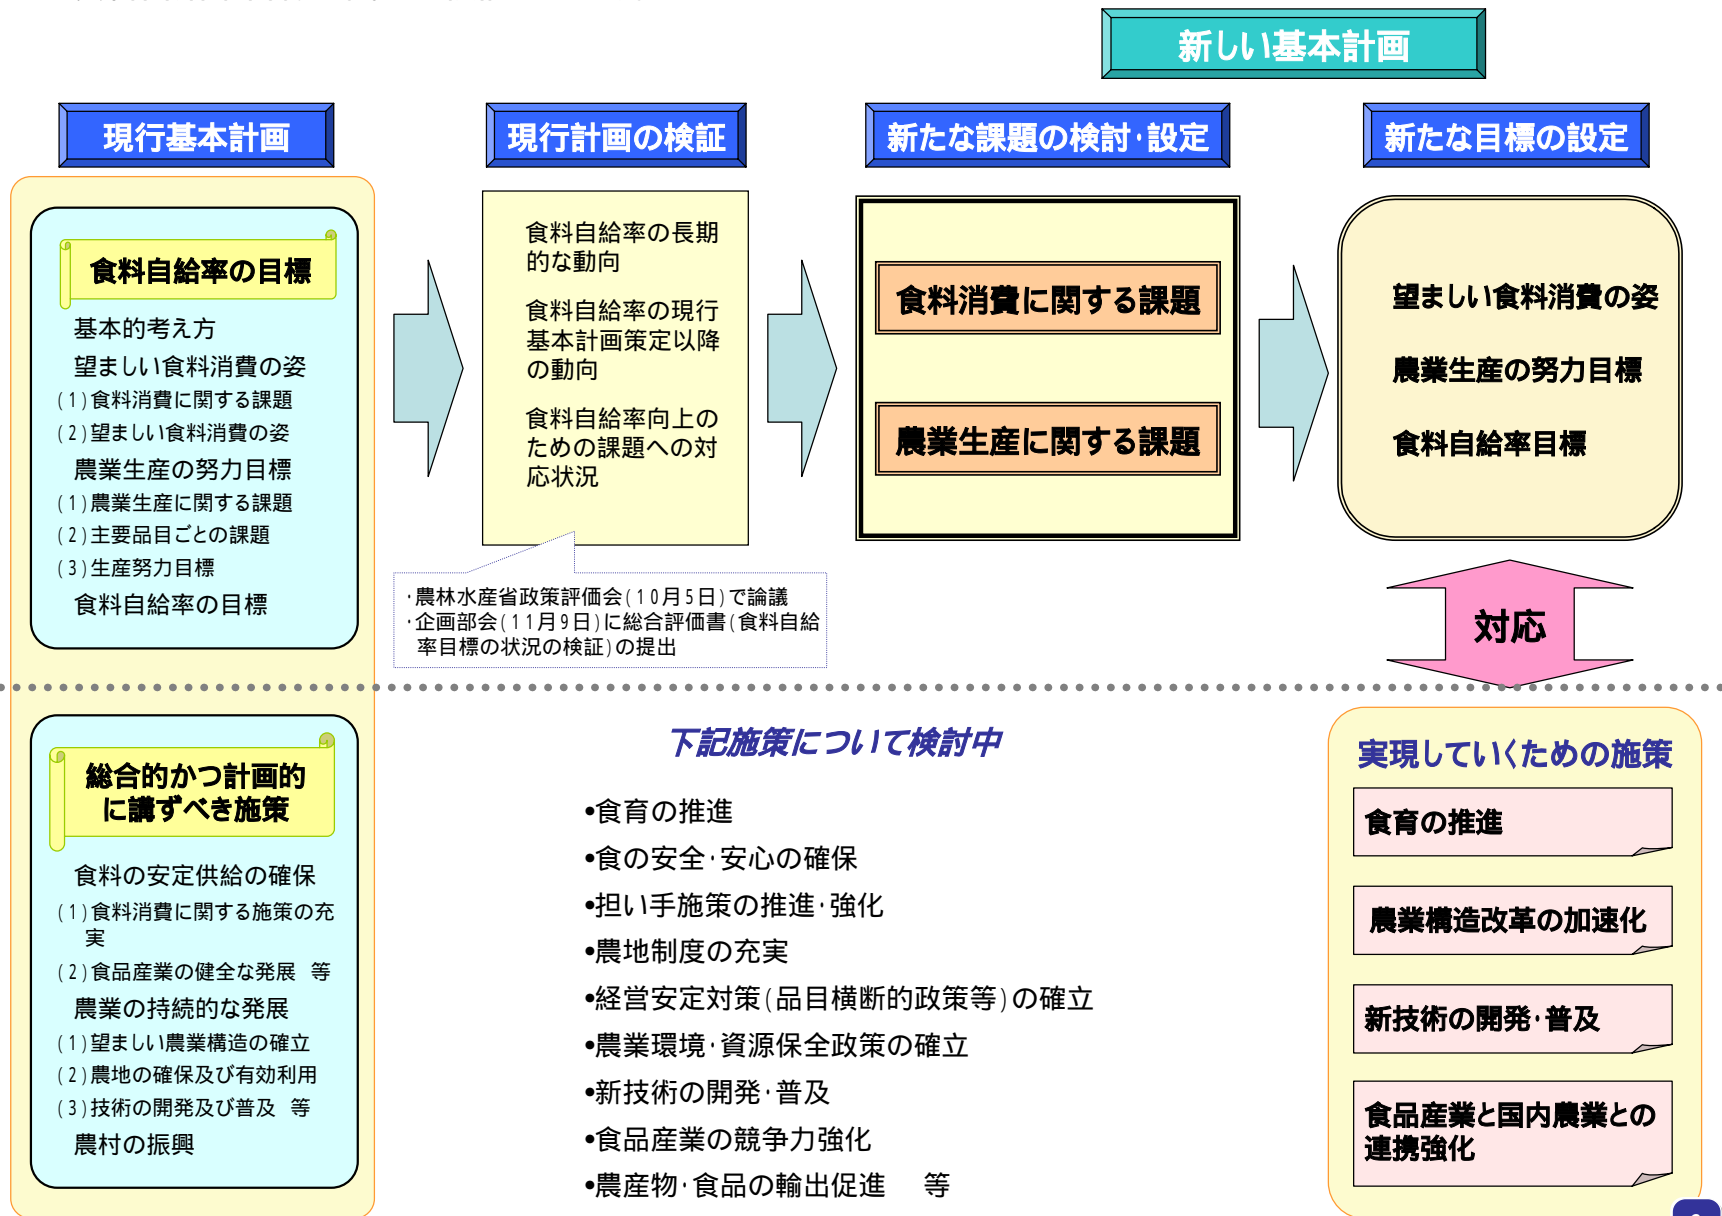 新しい基本計画
現行基本計画
現行計画の検証
新たな課題の検討・設定
新たな目標の設定
食料自給率の目標
基本的考え方
望ましい食料消費の姿
(1)食料消費に関する課題
(2)望ましい食料消費の姿
農業生産の努力目標
(1)農業生産に関する課題
(2)主要品目ごとの課題
(3)生産努力目標
食料自給率の目標
食料自給率の長期
的な動向
食料自給率の現行
基本計画策定以降
の動向
食料自給率向上の
ための課題への対
応状況
・農林水産省政策評価会(10月5日)で論議
・企画部会(11月9日)に総合評価書(食料自給
率目標の状況の検証)の提出
食料消費に関する課題
農業生産に関する課題
望ましい食料消費の姿
農業生産の努力目標
食料自給率目標
対応
総合的かつ計画的
に講ずべき施策
食料の安定供給の確保
(1)食料消費に関する施策の充
実
(2)食品産業の健全な発展 等
農業の持続的な発展
(1)望ましい農業構造の確立
(2)農地の確保及び有効利用
(3)技術の開発及び普及 等
農村の振興
下記施策について検討中
•食育の推進
•食の安全・安心の確保
•担い手施策の推進・強化
•農地制度の充実
•経営安定対策(品目横断的政策等)の確立
•農業環境・資源保全政策の確立
•新技術の開発・普及
•食品産業の競争力強化
•農産物・食品の輸出促進 等
実現していくための施策
食育の推進
農業構造改革の加速化
新技術の開発・普及
食品産業と国内農業との
連携強化